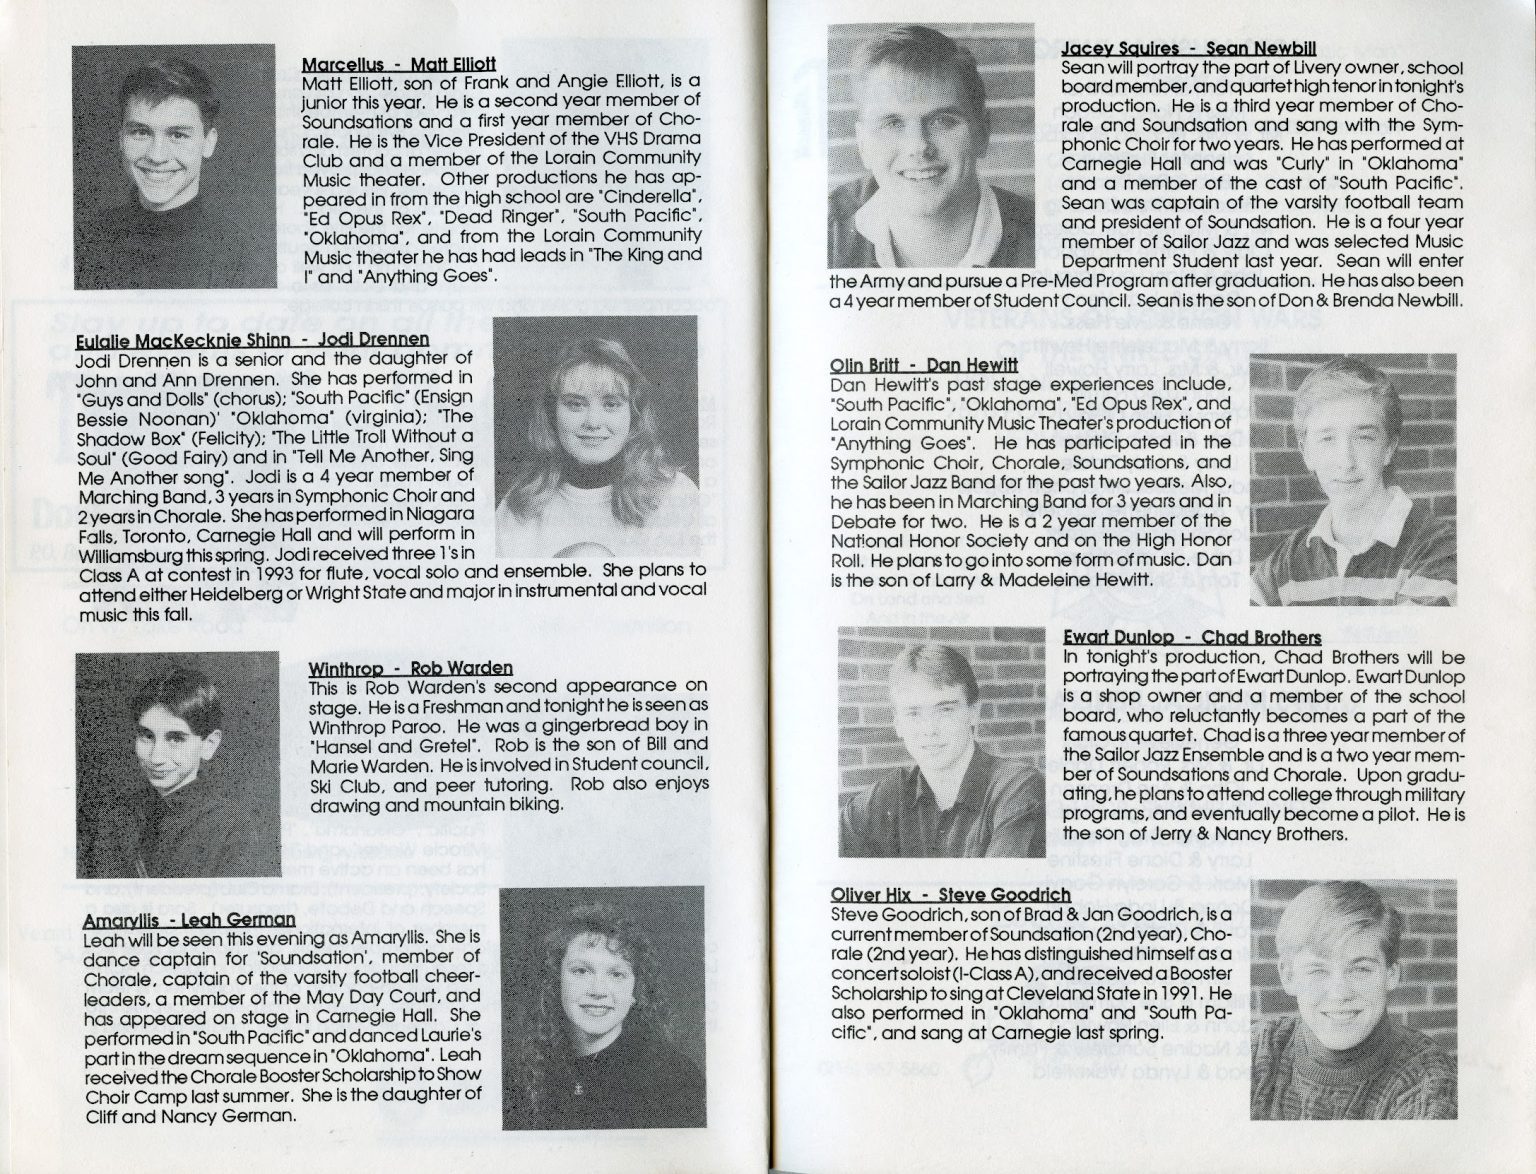 Marcellus - Matt Elliott
Matt Elliott, son of Frank and Angie Elliott, is a
junior this year. He is a second year member of
Soundsations and a first year member of Cho-
rale. He is the Vice President of the VHS Drama
Club and a member of the Lorain Community
Music theater. Other productions he has ap-
peared in from the high school are "Cinderella",
"Ed Opus Rex", "Dead Ringer", "South Pacific",
"Oklahoma", and from the Lorain Community
Music theater he has had leads in "The King and
I" and "Anything Goes".
Eulalie MacKecknie Shinn - Jodi Drennen
Jodi Drennen is a senior and the daughter of
John and Ann Drennen. She has performed in
"Guys and Dolls" (chorus); "South Pacific" (Ensign
Bessie Noonan)' "Oklahoma" (virginia); "The
Shadow Box" (Felicity); "The Little Troll Without a
Soul" (Good Fairy) and in "Tell Me Another, Sing
Me Another song". Jodi is a 4 year member of
Marching Band, 3 years in Symphonic Choir and
2 years in Chorale. She has performed in Niagara
Falls, Toronto, Carnegie Hall and will perform in
Williamsburg this spring. Jodi received three 1's in
Class A at contest in 1993 for flute, vocal solo and ensemble. She plans to
attend either Heidelberg or Wright State and major in instrumental and vocal
music this fall.
Winthrop - Rob Warden
This is Rob Warden's second appearance on
stage. He is a Freshman and tonight he is seen as
Winthrop Paroo. He was a gingerbread boy in
"Hansel and Gretel". Rob is the son of Bill and
Marie Warden. He is involved in Student council,
Ski Club, and peer tutoring. Rob also enjoys
drawing and mountain biking.
Amaryllis - Leah German
Leah will be seen this evening as Amaryllis. She is
dance captain for 'Soundsation', member of
Chorale, captain of the varsity football cheer-
leaders, a member of the May Day Court, and
has appeared on stage in Carnegie Hall. She
performed in "South Pacific" and danced Laurie's
part in the dream sequence in "Oklahoma". Leah
received the Chorale Booster Scholarship to Show
Choir Camp last summer. She is the daughter of
Cliff and Nancy German.
Jacey Squires - Sean Newbill
Sean will portray the part of Livery owner, school
board member, and quartet high tenor in tonight's
production. He is a third year member of Cho-
rale and Soundsation and sang with the Sym-
phonic Choir for two years. He has performed at
Carnegie Hall and was "Curly" in "Oklahoma"
and a member of the cast of "South Pacific".
Sean was captain of the varsity football team
and president of Soundsation. He is a four year
member of Sailor Jazz and was selected Music
Department Student last year. Sean will enter
the Army and pursue a Pre-Med Program after graduation. He has also been
a 4 year member of Student Council. Sean is the son of Don & Brenda Newbill.
Olin Britt - Dan Hewitt
Dan Hewitt's past stage experiences include,
"South Pacific", "Oklahoma", "Ed Opus Rex", and
Lorain Community Music Theater's production of
"Anything Goes". He has participated in the
Symphonic Choir, Chorale, Soundsations, and
the Sailor Jazz Band for the past two years. Also,
he has been in Marching Band for 3 years and in
Debate for two. He is a 2 year member of the
National Honor Society and on the High Honor
Roll. He plans to go into some form of music. Dan
is the son of Larry & Madeleine Hewitt.
Ewart Dunlop - Chad Brothers
In tonight's production, Chad Brothers will be
portraying the part of Ewart Dunlop. Ewart Dunlop
is a shop owner and a member of the school
board, who reluctantly becomes a part of the
famous quartet. Chad is a three year member of
the Sailor Jazz Ensemble and is a two year mem-
ber of Soundsations and Chorale. Upon gradu-
ating, he plans to attend college through military
programs, and eventually become a pilot. He is
the son of Jerry & Nancy Brothers.
Oliver Hix - Steve Goodrich
Steve Goodrich, son of Brad & Jan Goodrich, is a
current member of Soundsation (2nd year), Cho-
rale (2nd year). He has distinguished himself as a
concert soloist (I-Class A), and received a Booster
Scholarship to sing at Cleveland State in 1991. He
also performed in "Oklahoma" and "South Pa-
cific", and sang at Carnegie last spring.